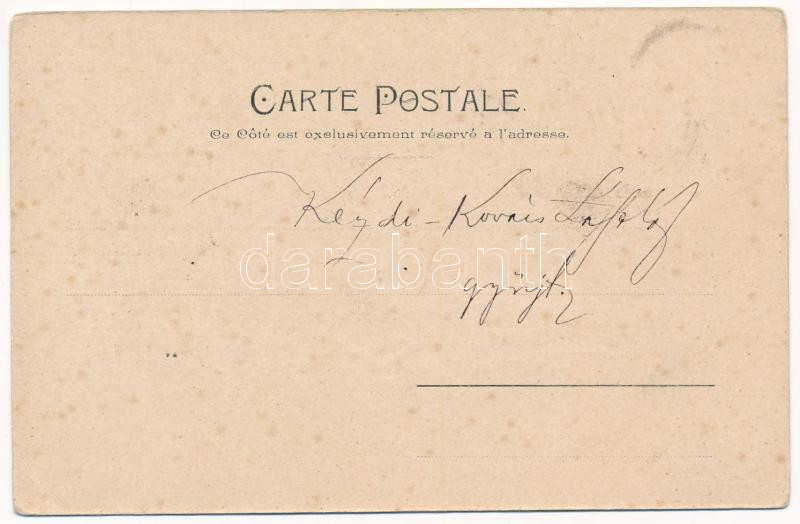 CARTE POSTALE.
Ce Côté est exclusivement réservé a l'adresse.
Kézdi-Kovács László
darabanth
gyűjt.